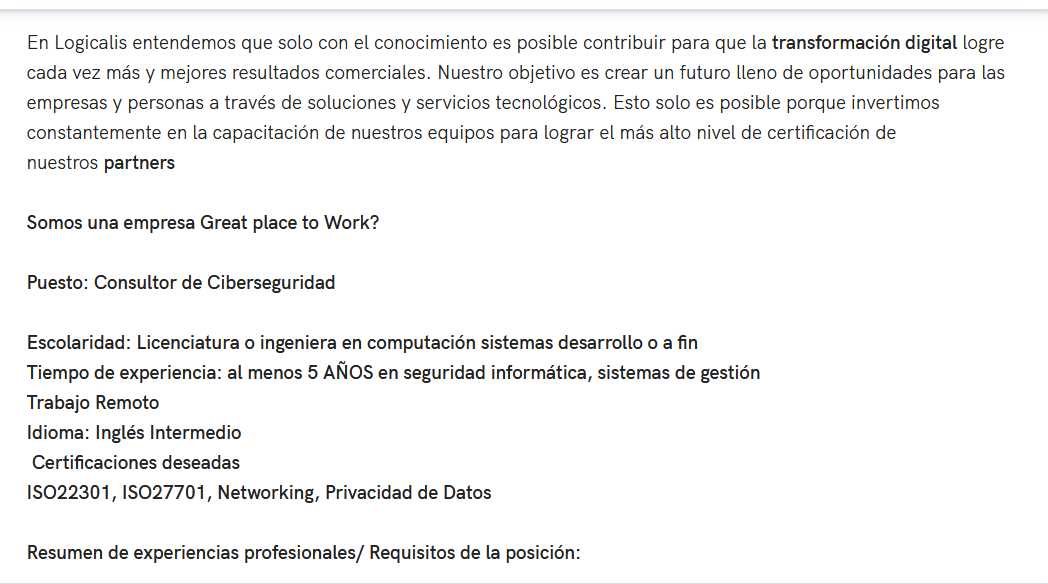 En Logicalis entendemos que solo con el conocimiento es posible contribuir para que la transformación digital logre
cada vez más y mejores resultados comerciales. Nuestro objetivo es crear un futuro lleno de oportunidades para las
empresas y personas a través de soluciones y servicios tecnológicos. Esto solo es posible porque invertimos
constantemente en la capacitación de nuestros equipos para lograr el más alto nivel de certificación de
nuestros partners
Somos una empresa Great place to Work?
Puesto: Consultor de Ciberseguridad
Escolaridad: Licenciatura o ingeniera en computación sistemas desarrollo o a fin
Tiempo de experiencia: al menos 5 AÑOS en seguridad informática, sistemas de gestión
Trabajo Remoto
Idioma: Inglés Intermedio
Certificaciones deseadas
ISO22301, ISO27701, Networking, Privacidad de Datos
Resumen de experiencias profesionales/ Requisitos de la posición: